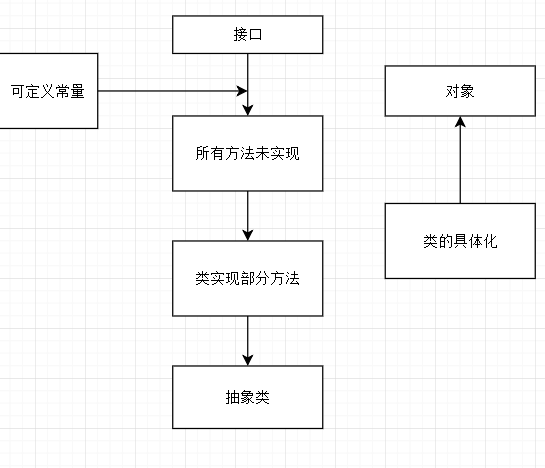 接口
可定义常量
对象
所有方法未实现
类的具体化
类实现部分方法
抽象类